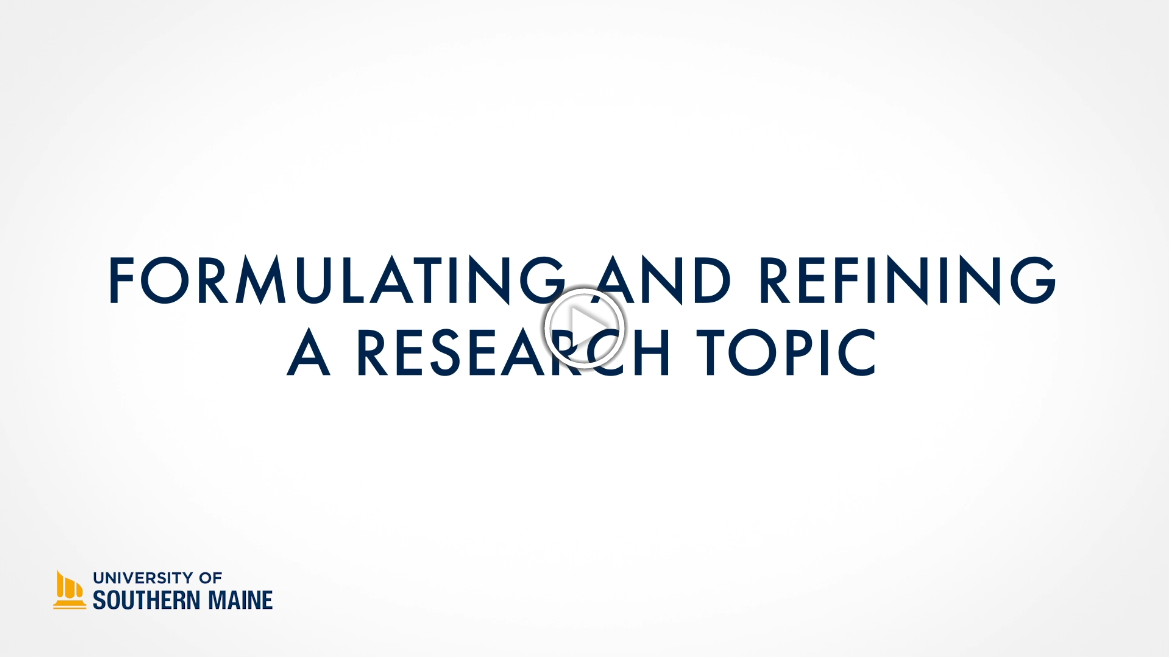 FORMULATING AND REFINING
A RESEARCH TOPIC
UNIVERSITY OF
SOUTHERN MAINE